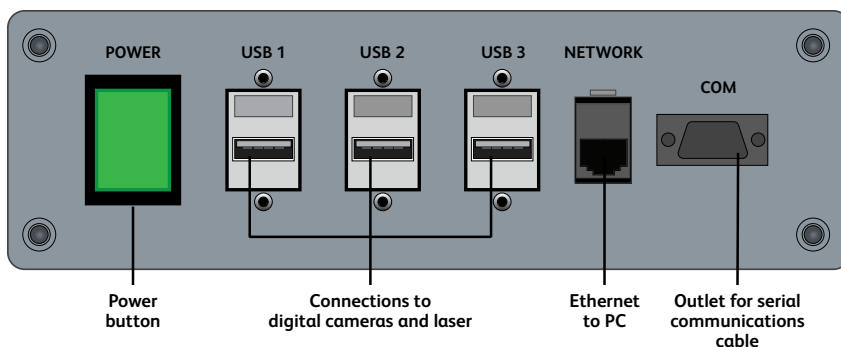 POWER
USB 1
USB 2
USB 3
NETWORK
COM
Power
button
Connections to
digital cameras and laser
Ethernet
to PC
Outlet for serial
communications
cable